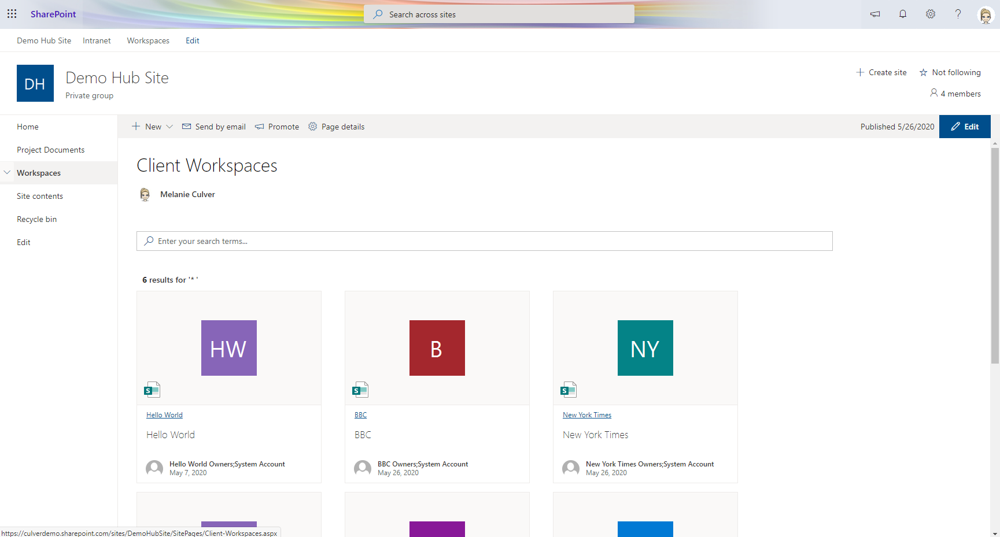 SharePoint
Search across sites
?
Demo Hub Site Intranet Workspaces Edit
DH
Demo Hub Site
Private group
Create site Not following
4 members
Home
Project Documents
Workspaces
Site contents
Recycle bin
Edit
New Send by email Promote Page details Published 5/26/2020 Edit
Client Workspaces
Melanie Culver
Enter your search terms...
6 results for '* '
HW
S
Hello World
Hello World
Hello World Owners;System Account
May 7, 2020
B
S
BBC
BBC
BBC Owners;System Account
May 26, 2020
NY
S
New York Times
New York Times
New York Times Owners;System Account
May 26, 2020
https://culverdemo.sharepoint.com/sites/DemoHubSite/SitePages/Client-Workspaces.aspx